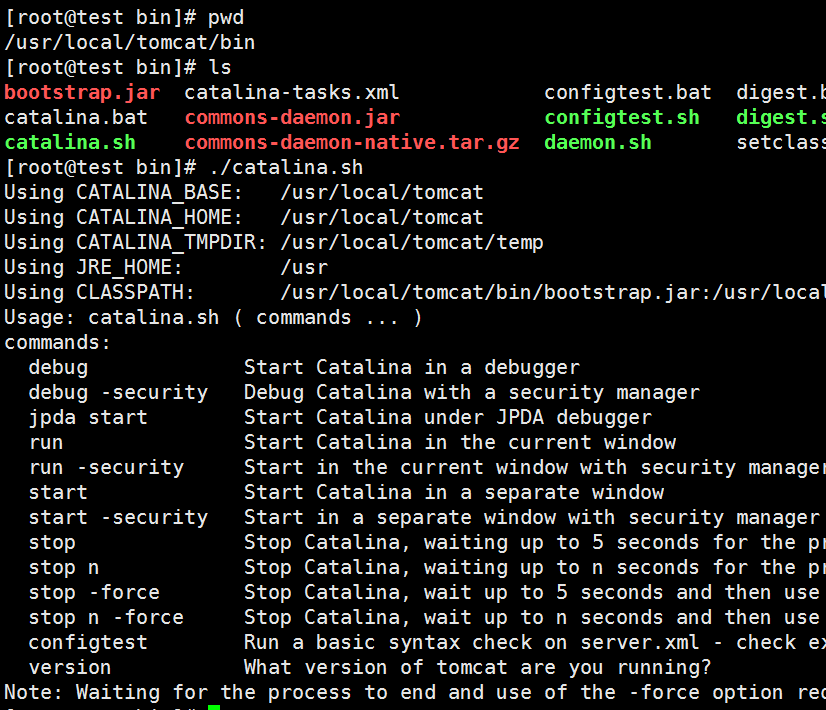 [root@test bin]# pwd
/usr/local/tomcat/bin
[root@test bin]# ls
bootstrap.jar  catalina-tasks.xml            configtest.bat  digest.b
catalina.bat   commons-daemon.jar            configtest.sh   digest.s
catalina.sh    commons-daemon-native.tar.gz  daemon.sh       setclass
[root@test bin]# ./catalina.sh
Using CATALINA_BASE:   /usr/local/tomcat
Using CATALINA_HOME:   /usr/local/tomcat
Using CATALINA_TMPDIR: /usr/local/tomcat/temp
Using JRE_HOME:        /usr
Using CLASSPATH:       /usr/local/tomcat/bin/bootstrap.jar:/usr/local
Usage: catalina.sh ( commands ... )
commands:
  debug             Start Catalina in a debugger
  debug -security   Debug Catalina with a security manager
  jpda start        Start Catalina under JPDA debugger
  run               Start Catalina in the current window
  run -security     Start in the current window with security manager
  start             Start Catalina in a separate window
  start -security   Start in a separate window with security manager
  stop              Stop Catalina, waiting up to 5 seconds for the pr
  stop n            Stop Catalina, waiting up to n seconds for the pr
  stop -force       Stop Catalina, wait up to 5 seconds and then use
  stop n -force     Stop Catalina, wait up to n seconds and then use
  configtest        Run a basic syntax check on server.xml - check ex
  version           What version of tomcat are you running?
Note: Waiting for the process to end and use of the -force option req